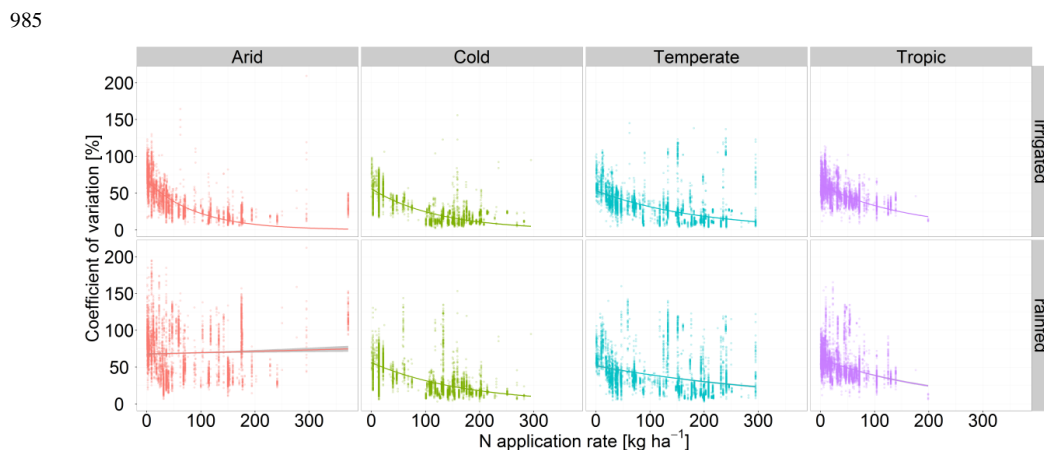 985
Arid Cold Temperate Tropic
Coefficient of variation [%]
200
150
100
50
0
irrigated
200
150
100
50
0
rainfed
0 100 200 300 0 100 200 300 0 100 200 300 0 100 200 300
N application rate [kg ha⁻¹]